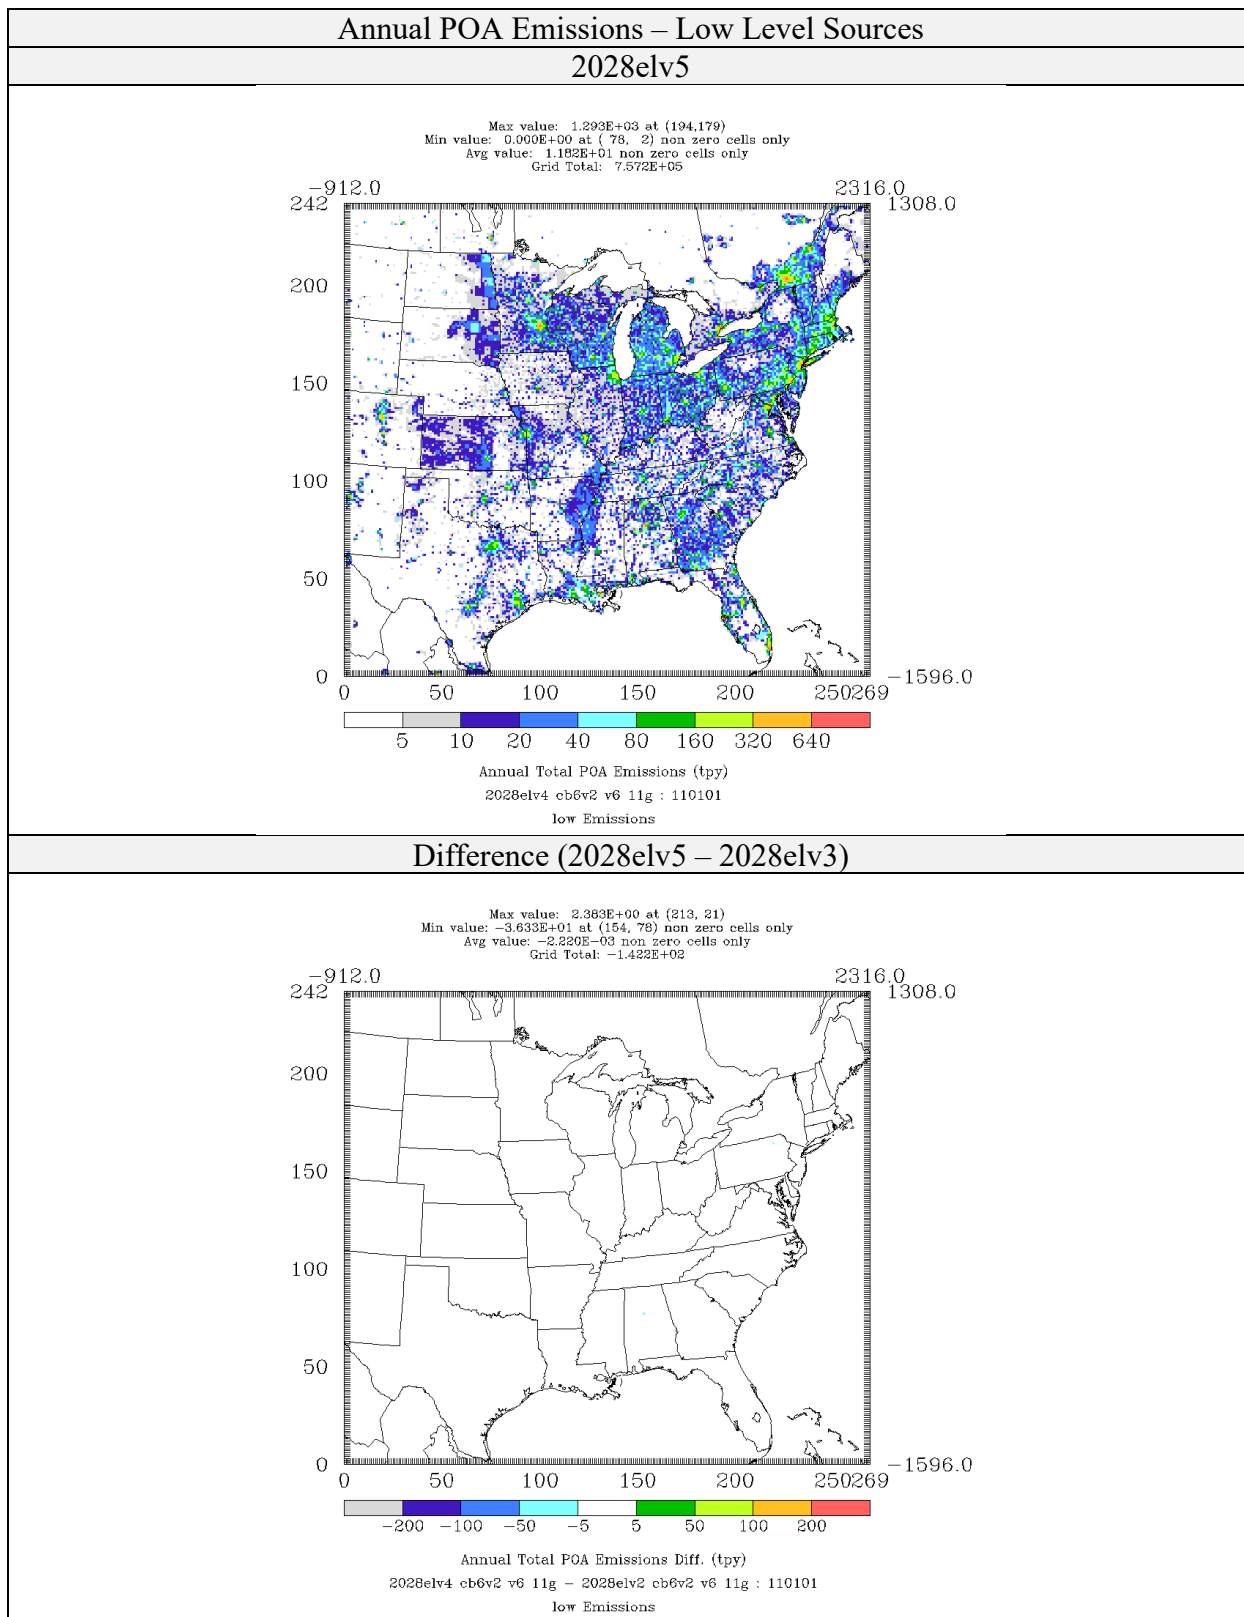 Annual POA Emissions – Low Level Sources
2028elv5
Max value: 1.293E+03 at (194,179)
Min value: 0.000E+00 at ( 78, 2) non zero cells only
Avg value: 1.182E+01 non zero cells only
Grid Total: 7.572E+05
−912.0 2316.0
242 1308.0
200
150
100
50
0 −1596.0
0 50 100 150 200 250269
5 10 20 40 80 160 320 640
Annual Total POA Emissions (tpy)
2028elv4 cb6v2 v6 11g : 110101
low Emissions
Difference (2028elv5 – 2028elv3)
Max value: 2.383E+00 at (213, 21)
Min value: −3.633E+01 at (154, 78) non zero cells only
Avg value: −2.220E−03 non zero cells only
Grid Total: −1.422E+02
−912.0 2316.0
242 1308.0
200
150
100
50
0 −1596.0
0 50 100 150 200 250269
−200 −100 −50 −5 5 50 100 200
Annual Total POA Emissions Diff. (tpy)
2028elv4 cb6v2 v6 11g − 2028elv2 cb6v2 v6 11g : 110101
low Emissions